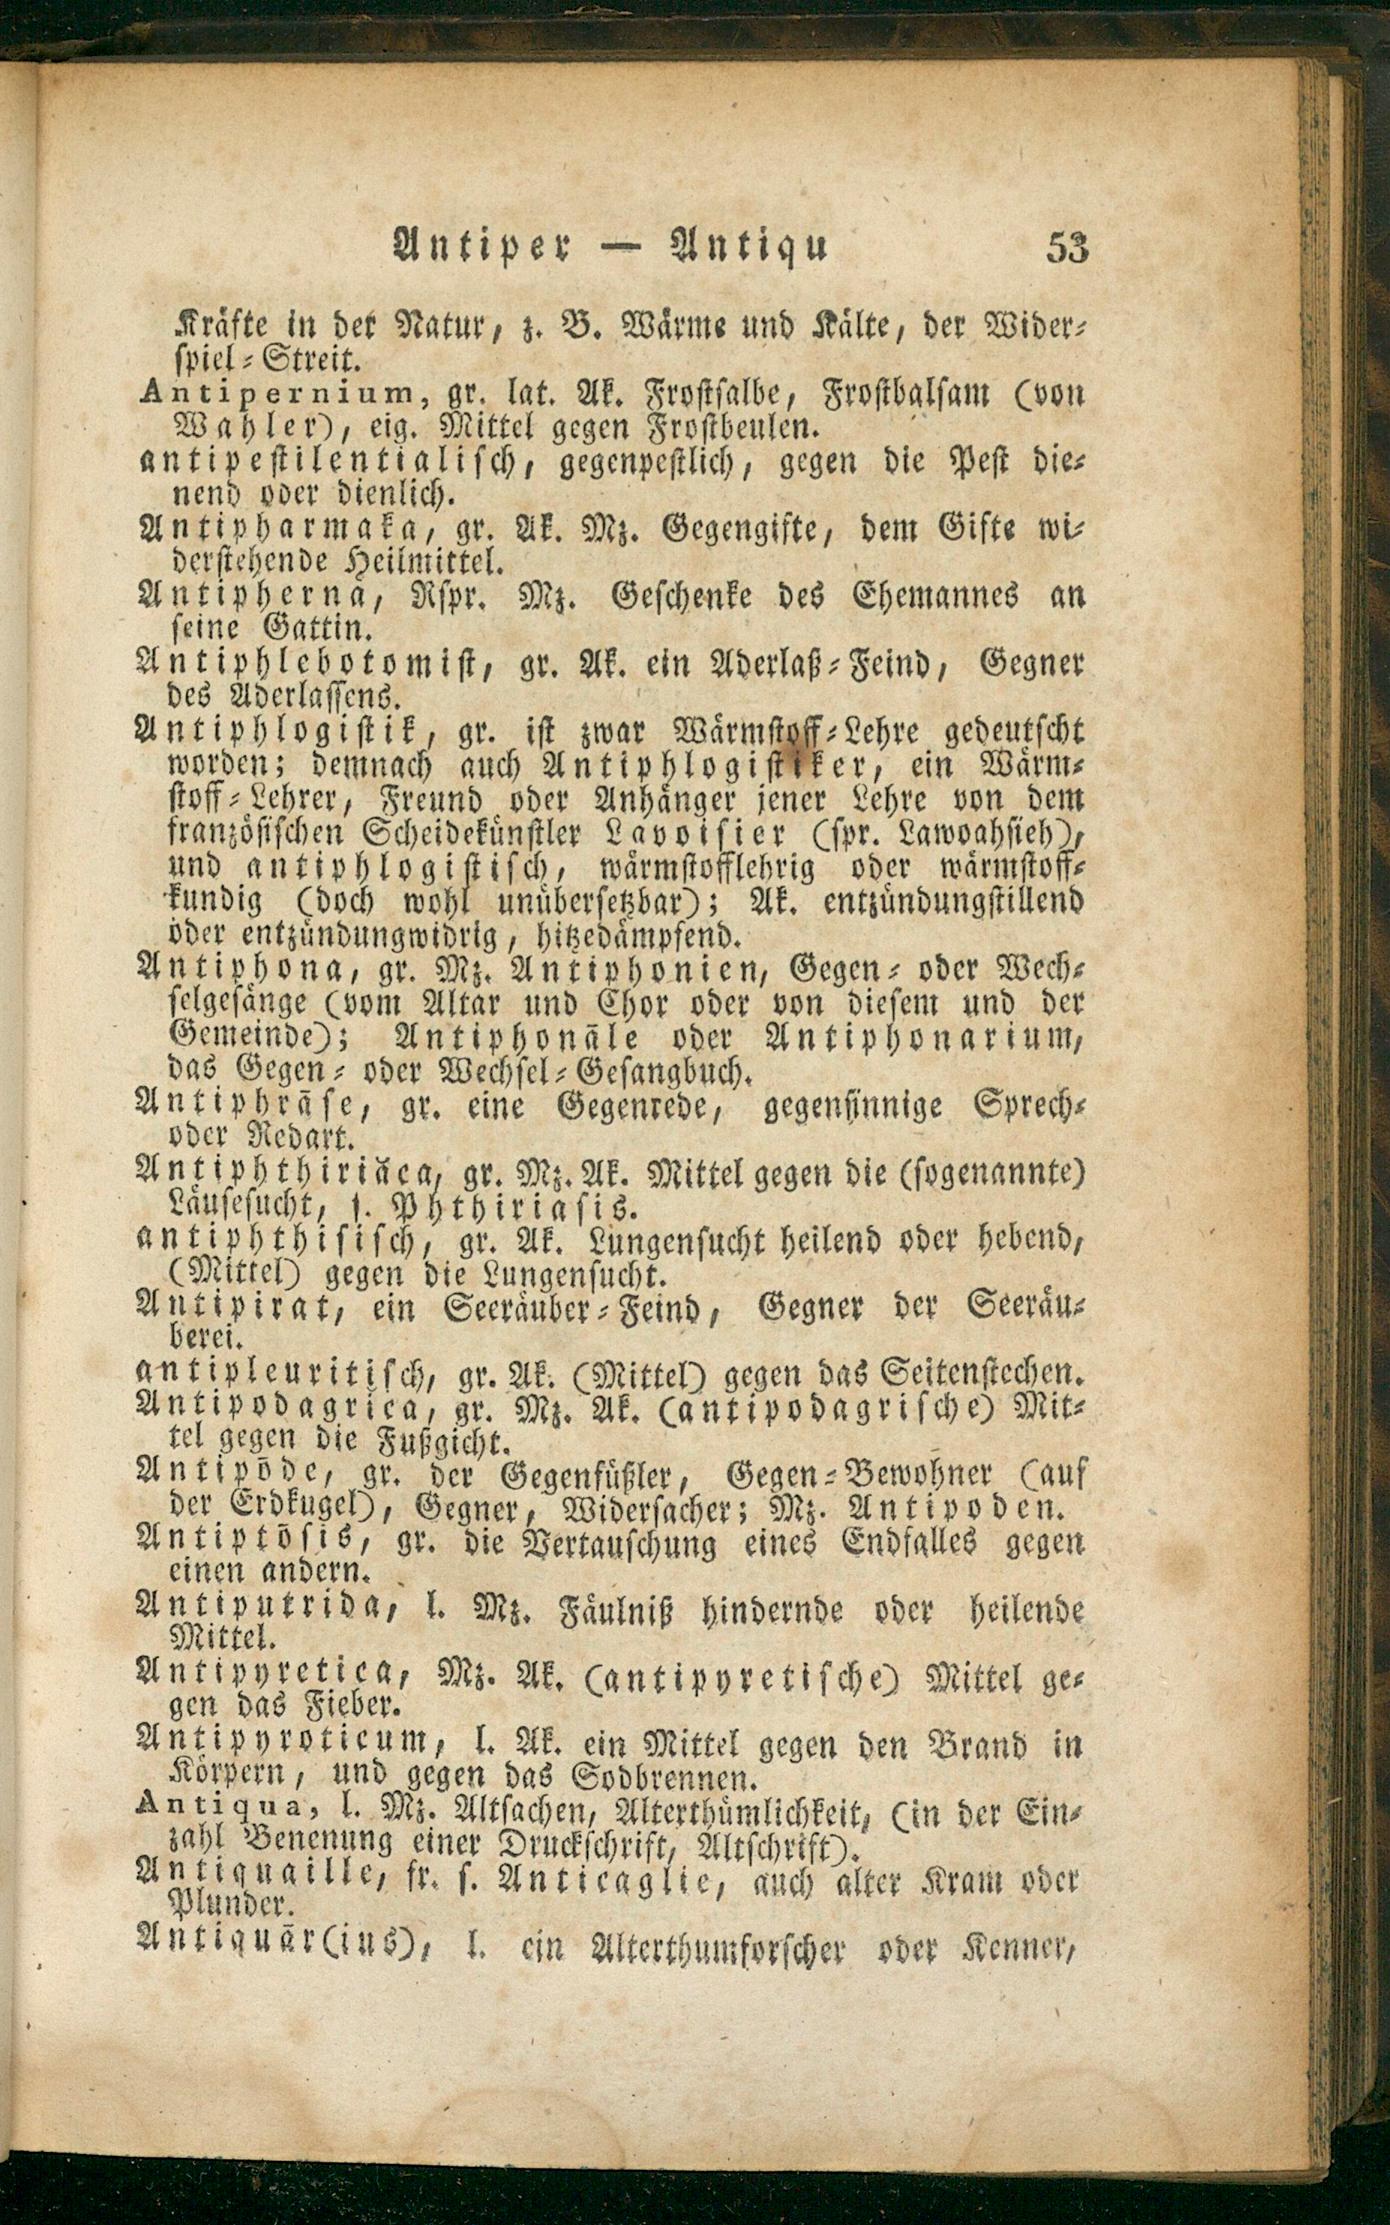 Antiper — Antiqu 53
Kräfte in der Natur, z. B. Wärme und Kälte, der Wider-
spiel-Streit.
Antipernium, gr. lat. Ak. Frostsalbe, Frostbalsam (von
Wahler), eig. Mittel gegen Frostbeulen.
antipestilentialisch, gegenpestlich, gegen die Pest die-
nend oder dienlich.
Antipharmaka, gr. Ak. Mz. Gegengifte, dem Gifte wi-
derstehende Heilmittel.
Antipherna, Rspr. Mz. Geschenke des Ehemannes an
seine Gattin.
Antiphlebotomist, gr. Ak. ein Aderlaß-Feind, Gegner
des Aderlassens.
Antiphlogistik, gr. ist zwar Wärmstoff-Lehre gedeutscht
worden; demnach auch Antiphlogistiker, ein Wärm-
stoff-Lehrer, Freund oder Anhänger jener Lehre von dem
französischen Scheidekünstler Lavoisier (spr. Lawoahsieh),
und antiphlogistisch, wärmstofflehrig oder wärmstoff-
kundig (doch wohl unübersetzbar); Ak. entzündungstillend
oder entzündungwidrig, hitzedämpfend.
Antiphona, gr. Mz. Antiphonien, Gegen- oder Wech-
selgesänge (vom Altar und Chor oder von diesem und der
Gemeinde); Antiphonāle oder Antiphonarium,
das Gegen- oder Wechsel-Gesangbuch.
Antiphrāse, gr. eine Gegenrede, gegensinnige Sprech-
oder Redart.
Antiphthiriăca, gr. Mz. Ak. Mittel gegen die (sogenannte)
Läusesucht, s. Phthiriasis.
antiphthisisch, gr. Ak. Lungensucht heilend oder hebend,
(Mittel) gegen die Lungensucht.
Antipirat, ein Seeräuber-Feind, Gegner der Seeräu-
berei.
antipleuritisch, gr. Ak. (Mittel) gegen das Seitenstechen.
Antipodagrĭca, gr. Mz. Ak. (antipodagrische) Mit-
tel gegen die Fußgicht.
Antipōde, gr. der Gegenfüßler, Gegen-Bewohner (auf
der Erdkugel), Gegner, Widersacher; Mz. Antipoden.
Antiptōsis, gr. die Vertauschung eines Endfalles gegen
einen andern.
Antiputrida, l. Mz. Fäulniß hindernde oder heilende
Mittel.
Antipyretica, Mz. Ak. (antipyretische) Mittel ge-
gen das Fieber.
Antipyroticum, l. Ak. ein Mittel gegen den Brand in
Körpern, und gegen das Sodbrennen.
Antiqua, l. Mz. Altsachen, Alterthümlichkeit, (in der Ein-
zahl Benenung einer Druckschrift, Altschrift).
Antiquaille, fr. s. Anticaglie, auch alter Kram oder
Plunder.
Antiquār(ius), l. ein Alterthumforscher oder Kenner,